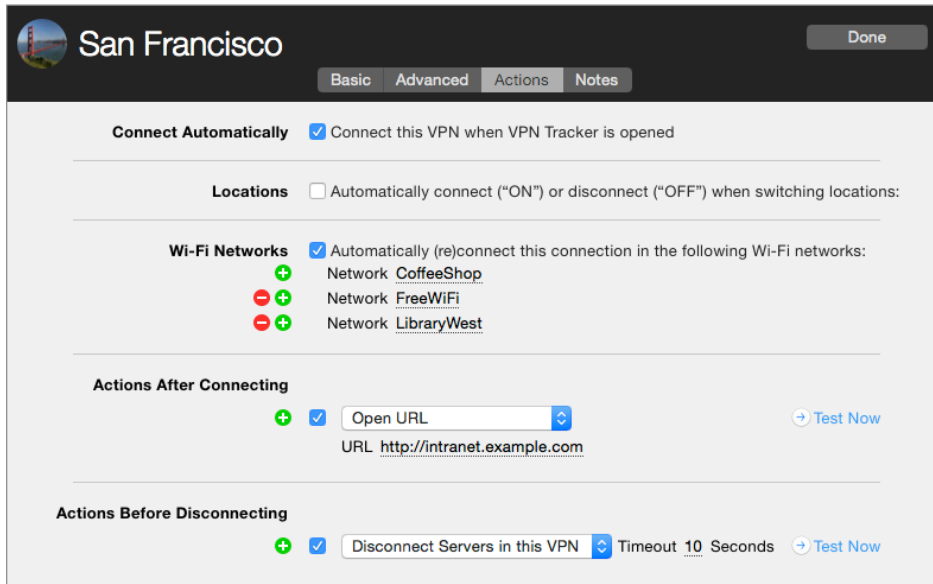 San Francisco
Done
Basic Advanced Actions Notes
Connect Automatically Connect this VPN when VPN Tracker is opened
Locations Automatically connect (“ON”) or disconnect (“OFF”) when switching locations:
Wi-Fi Networks Automatically (re)connect this connection in the following Wi-Fi networks:
Network CoffeeShop
Network FreeWiFi
Network LibraryWest
Actions After Connecting
Open URL Test Now
URL http://intranet.example.com
Actions Before Disconnecting
Disconnect Servers in this VPN Timeout 10 Seconds Test Now